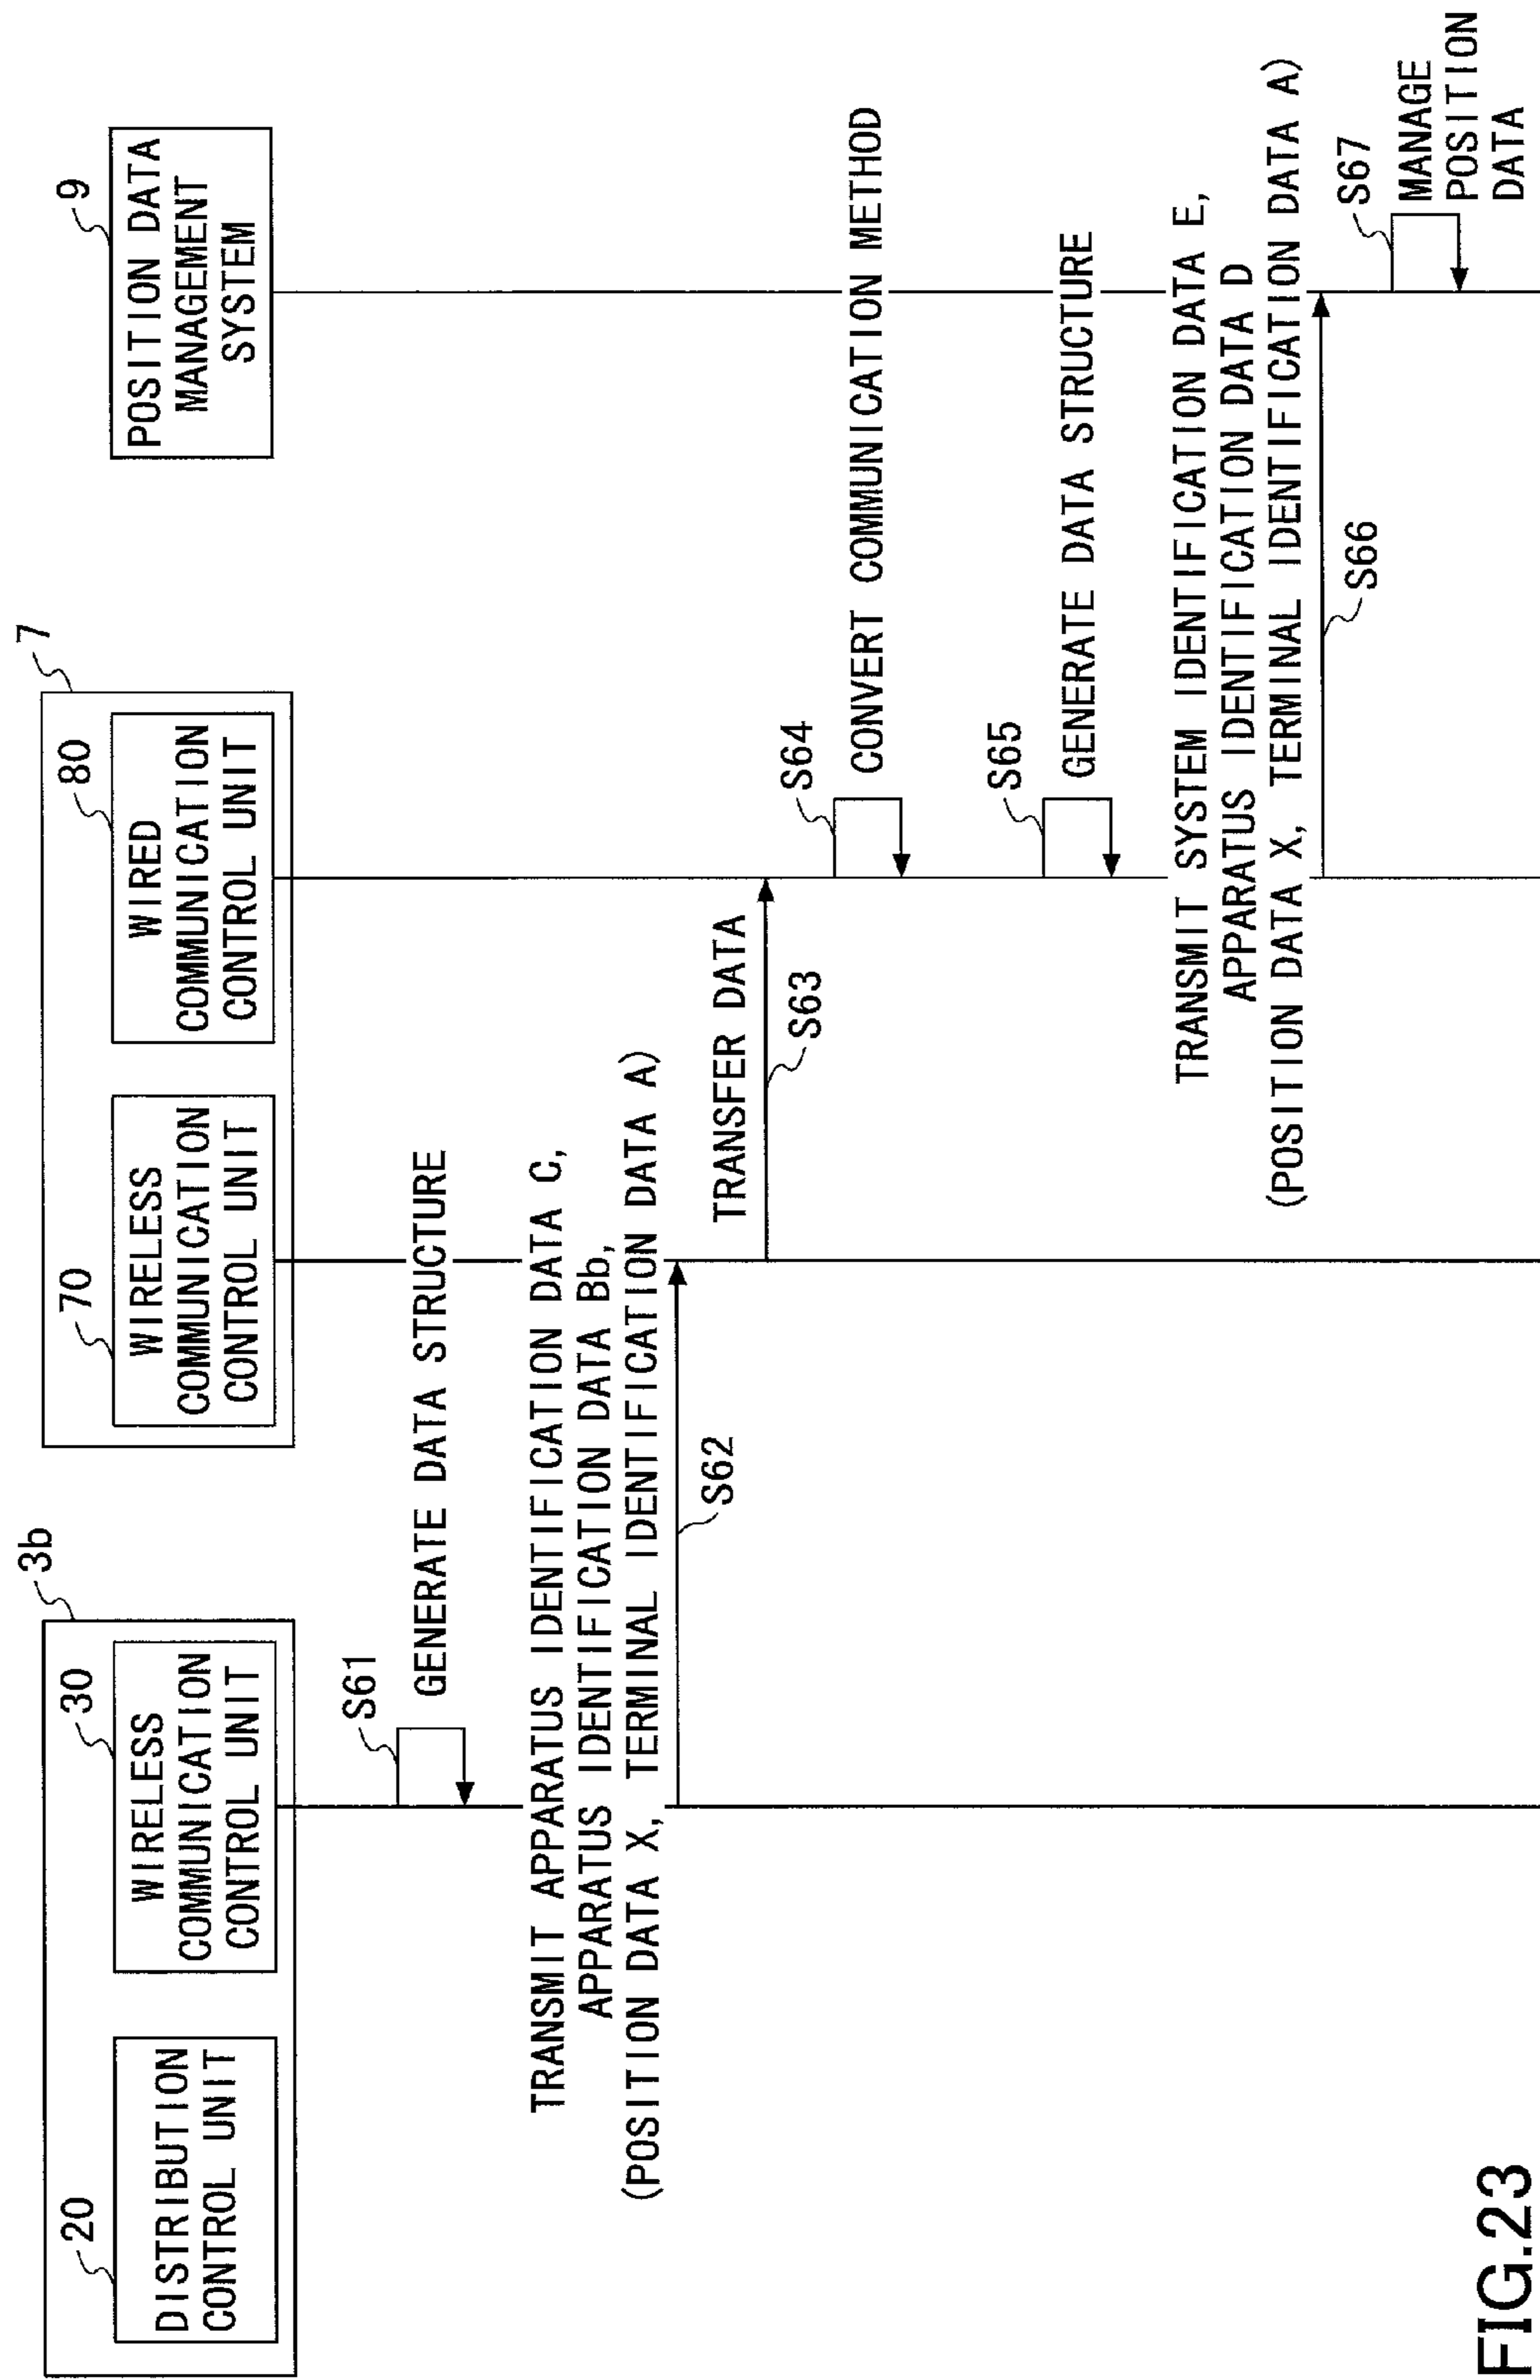 FIG.23
3b
20
DISTRIBUTION
CONTROL UNIT
30
WIRELESS
COMMUNICATION
CONTROL UNIT
7
70
WIRELESS
COMMUNICATION
CONTROL UNIT
80
WIRED
COMMUNICATION
CONTROL UNIT
9
POSITION DATA
MANAGEMENT
SYSTEM
S61
GENERATE DATA STRUCTURE
TRANSMIT APPARATUS IDENTIFICATION DATA C,
APPARATUS IDENTIFICATION DATA Bb,
(POSITION DATA X, TERMINAL IDENTIFICATION DATA A)
S62
TRANSFER DATA
S63
S64
CONVERT COMMUNICATION METHOD
S65
GENERATE DATA STRUCTURE
TRANSMIT SYSTEM IDENTIFICATION DATA E,
APPARATUS IDENTIFICATION DATA D
(POSITION DATA X, TERMINAL IDENTIFICATION DATA A)
S66
S67
MANAGE
POSITION
DATA